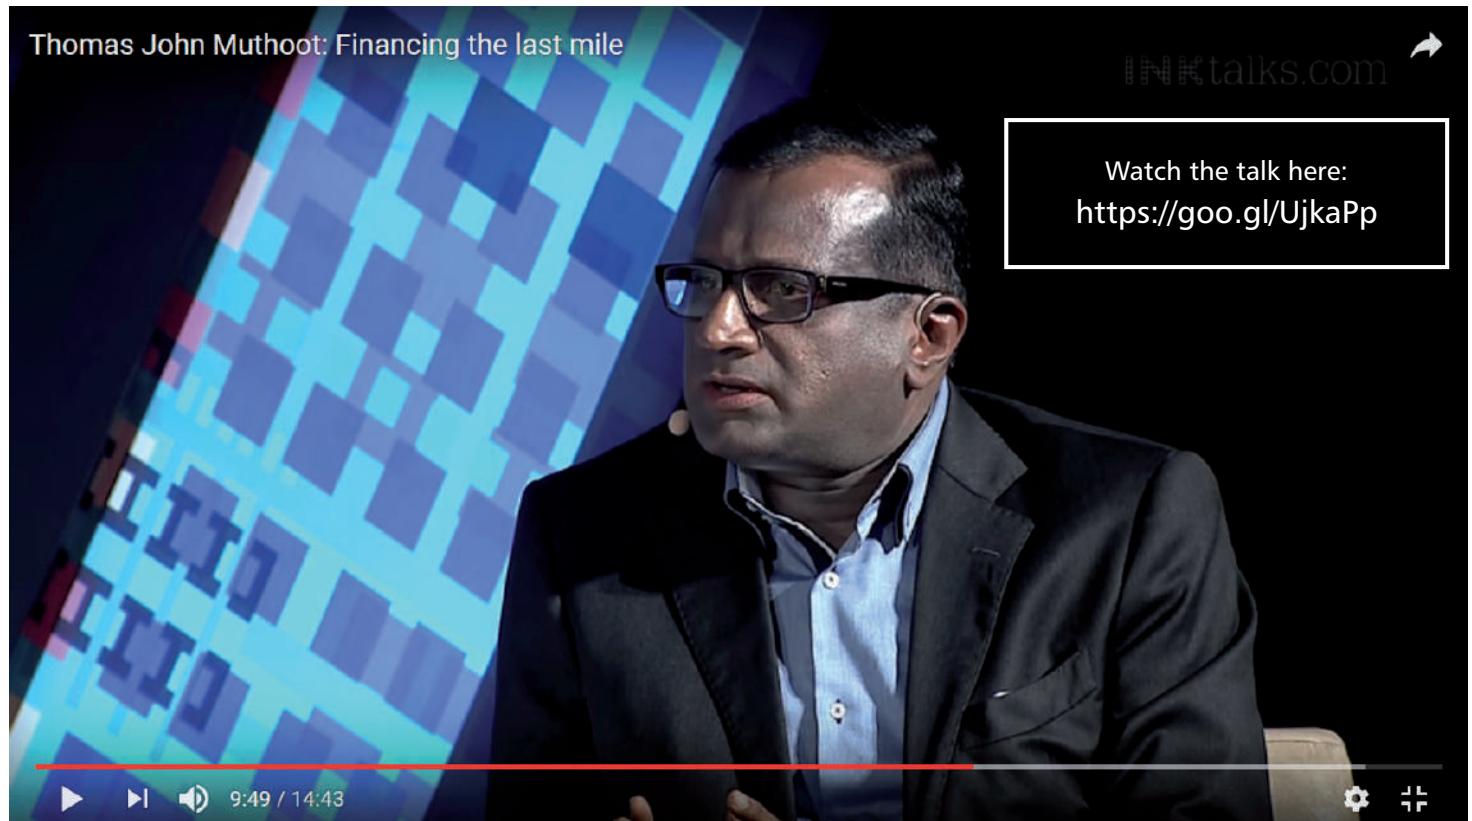 Thomas John Muthoot: Financing the last mile
INKtalks.com
Watch the talk here:
https://goo.gl/UjkaPp
9:49 / 14:43